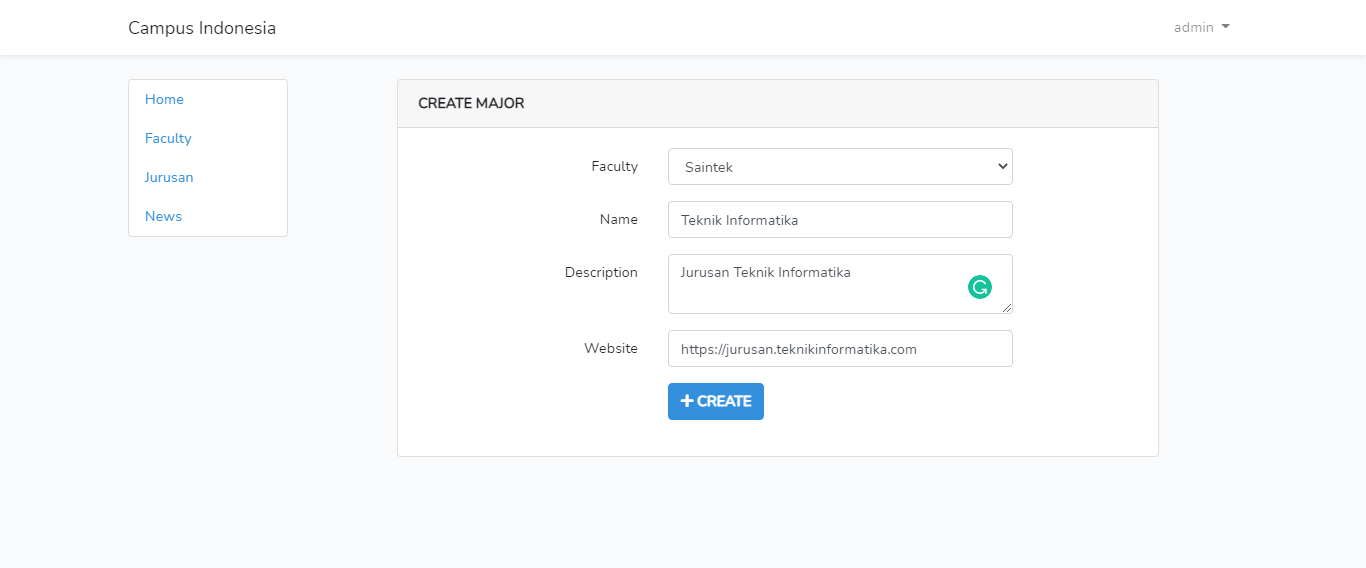 Campus Indonesia
admin
Home
Faculty
Jurusan
News
CREATE MAJOR
Faculty
Saintek
Name
Teknik Informatika
Description
Jurusan Teknik Informatika
Website
https://jurusan.teknikinformatika.com
CREATE